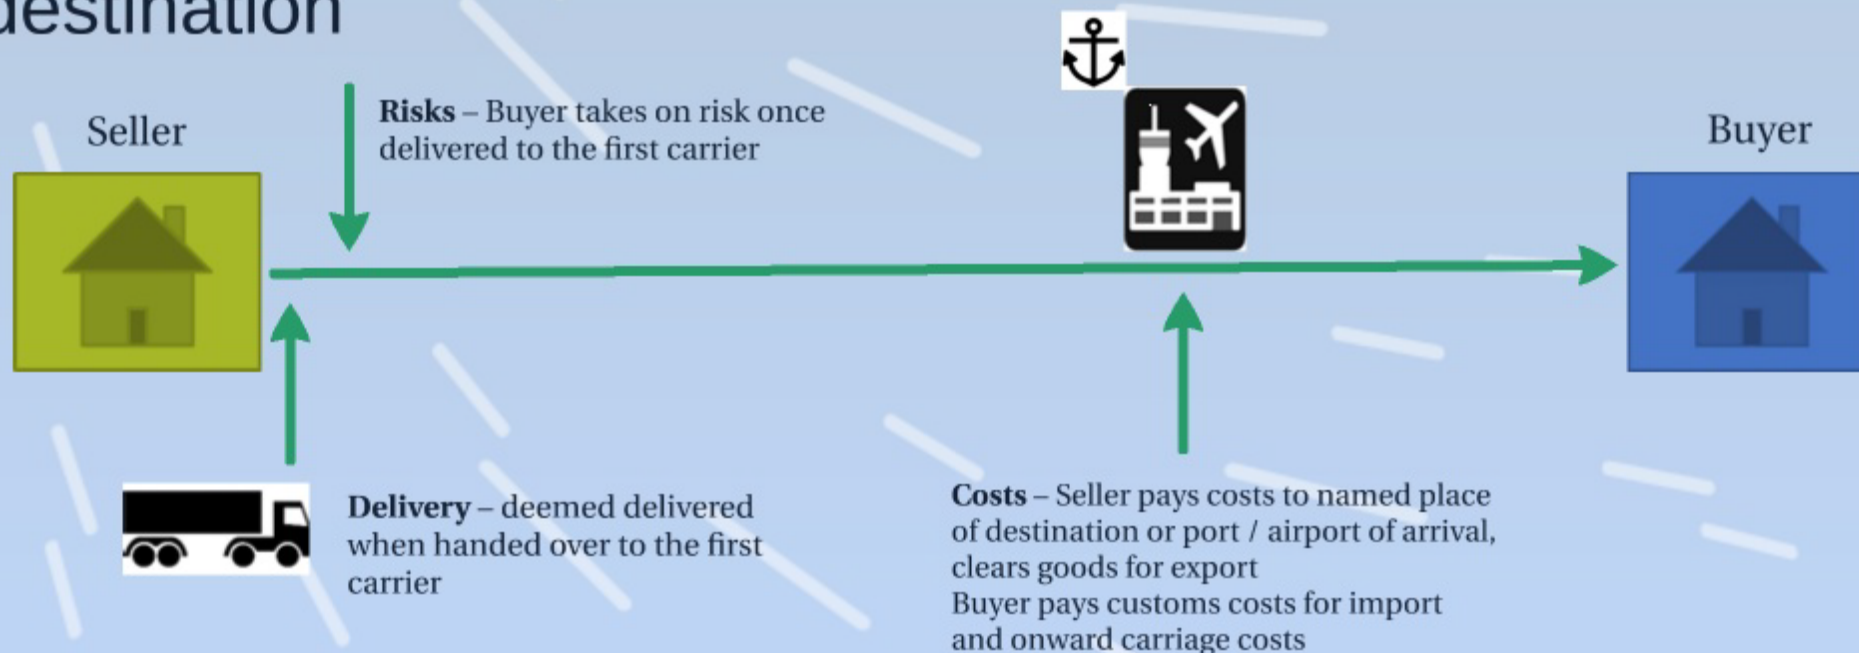 destination
Seller
Risks – Buyer takes on risk once
delivered to the first carrier
Buyer
Delivery – deemed delivered
when handed over to the first
carrier
Costs – Seller pays costs to named place
of destination or port / airport of arrival,
clears goods for export
Buyer pays customs costs for import
and onward carriage costs